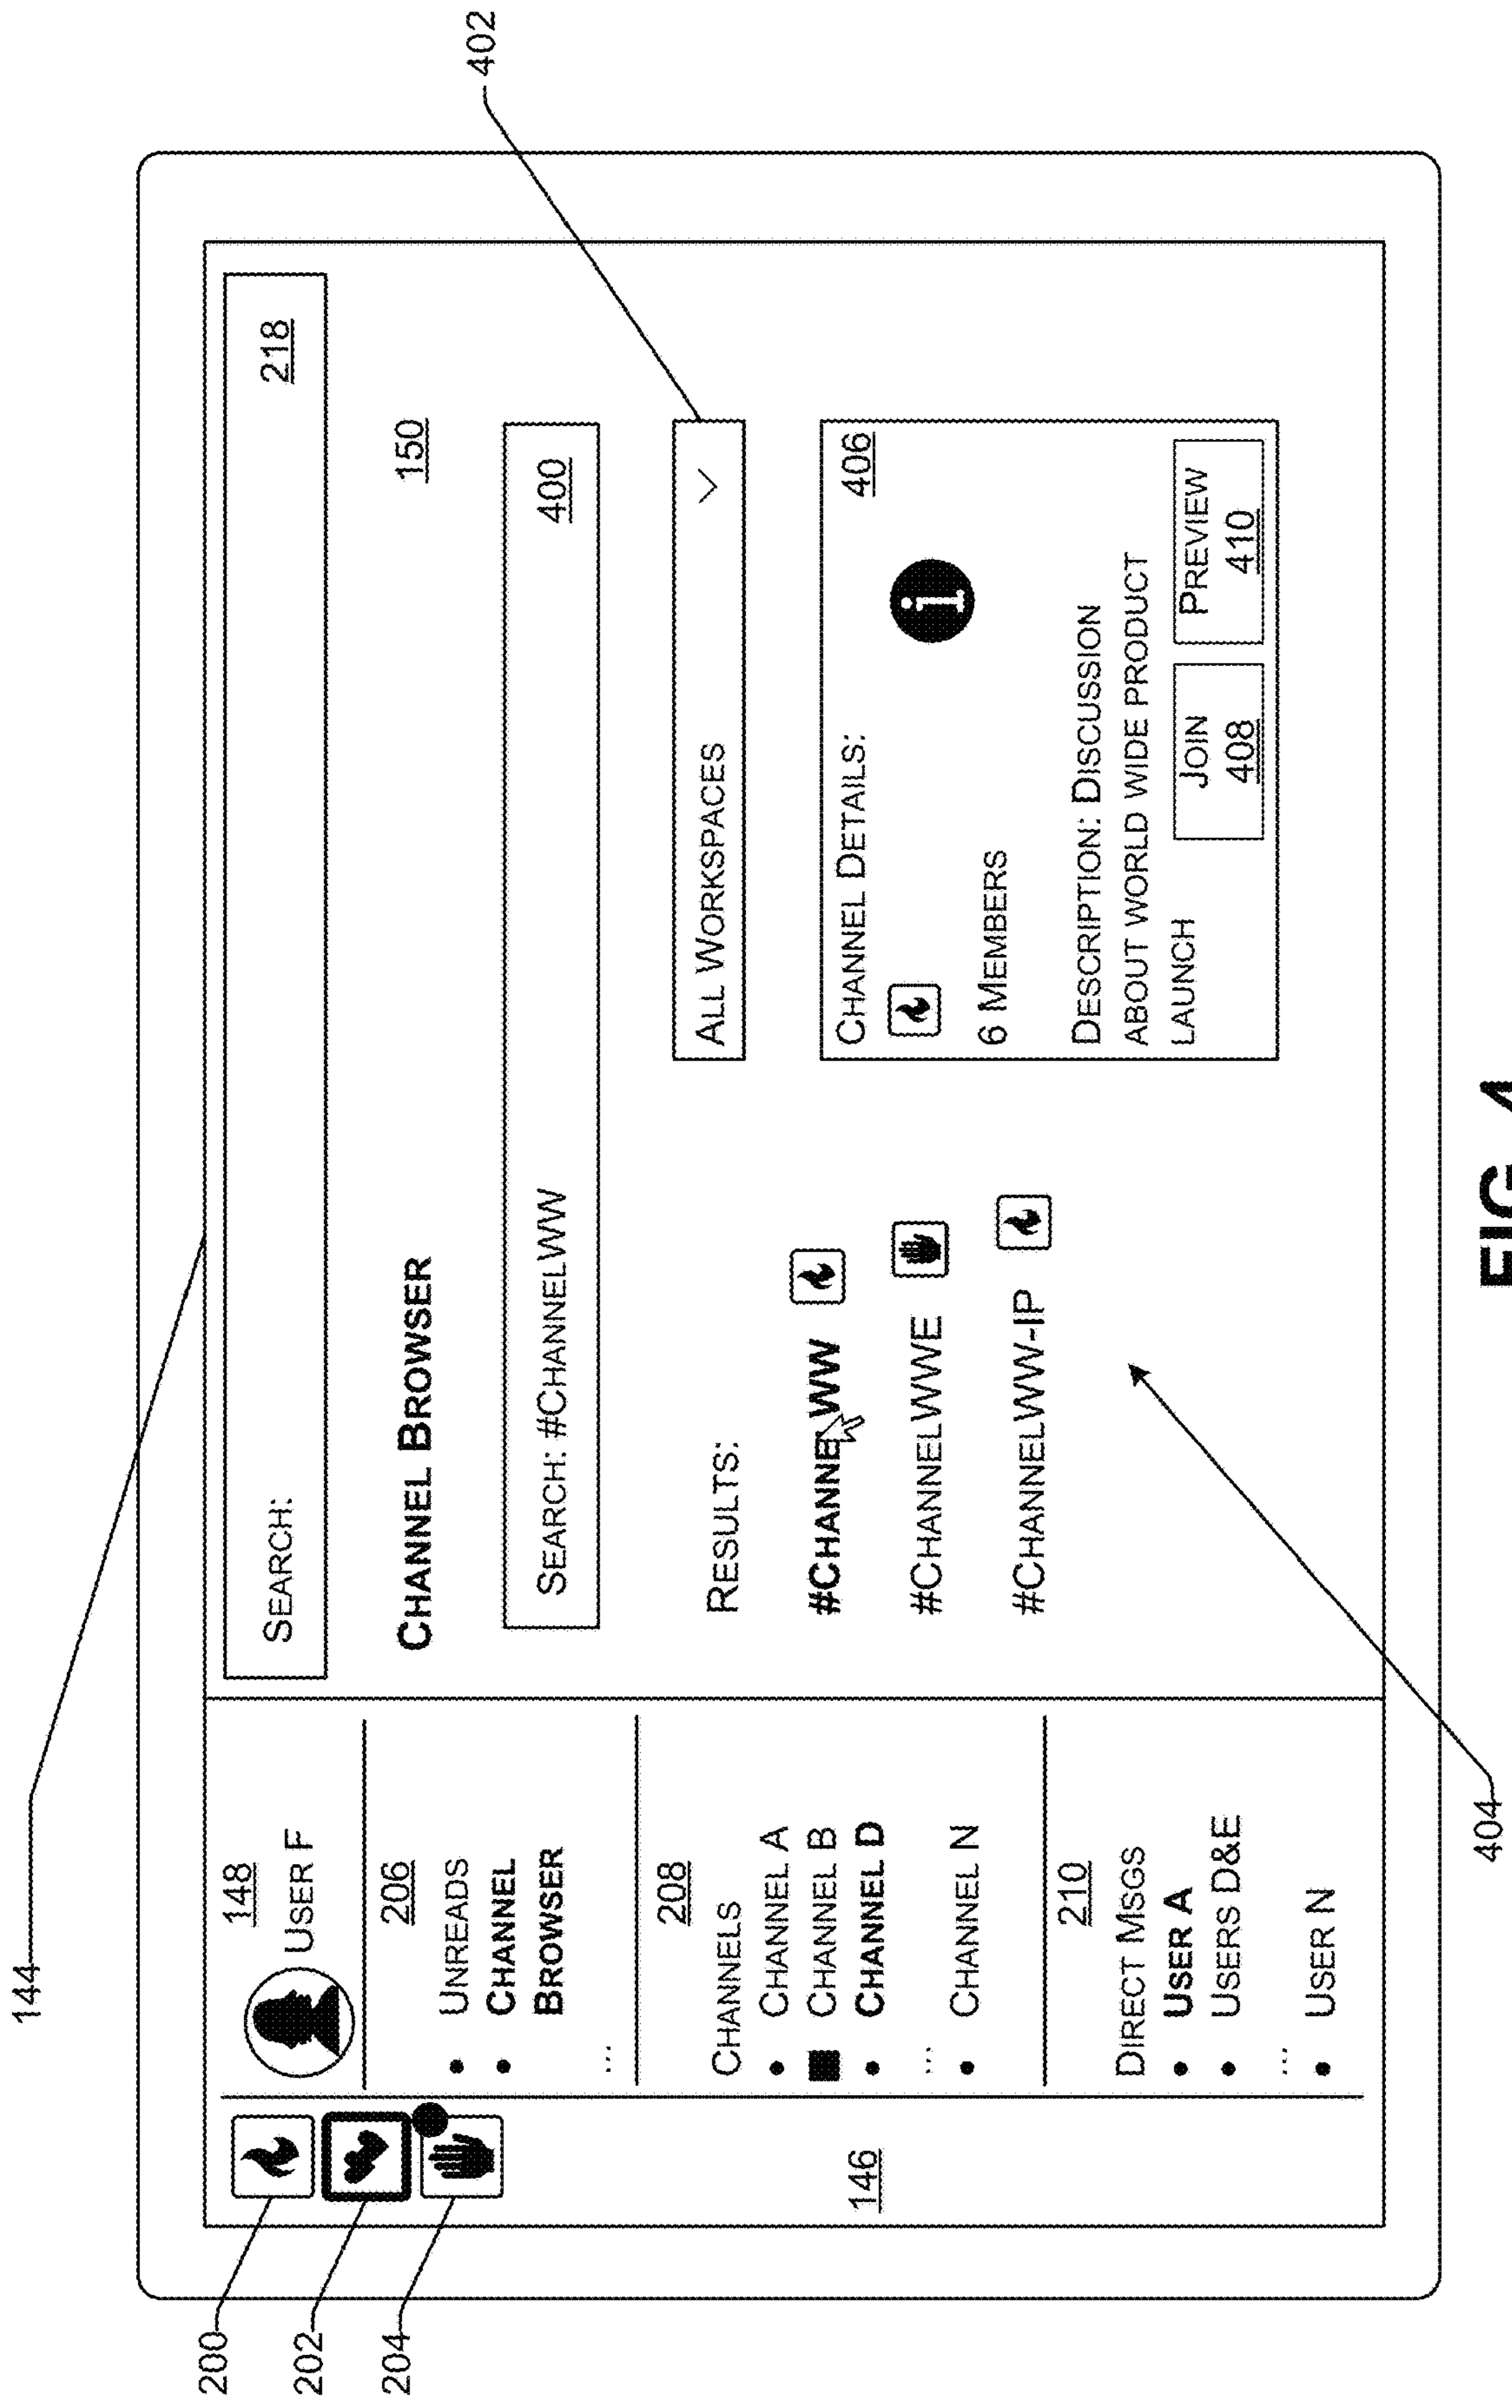 144
200
202
204
146
148
USER F
206
UNREADS
CHANNEL
BROWSER
...
208
CHANNELS
CHANNEL A
CHANNEL B
CHANNEL D
...
CHANNEL N
210
DIRECT MSGS
USER A
USERS D&E
...
USER N
SEARCH:
218
CHANNEL BROWSER
150
SEARCH: #CHANNELWW
400
RESULTS:
#CHANNELWW
#CHANNELWWE
#CHANNELWW-IP
404
ALL WORKSPACES
402
CHANNEL DETAILS:
406
i
6 MEMBERS
DESCRIPTION: DISCUSSION
ABOUT WORLD WIDE PRODUCT
LAUNCH
JOIN
408
PREVIEW
410
FIG. 4